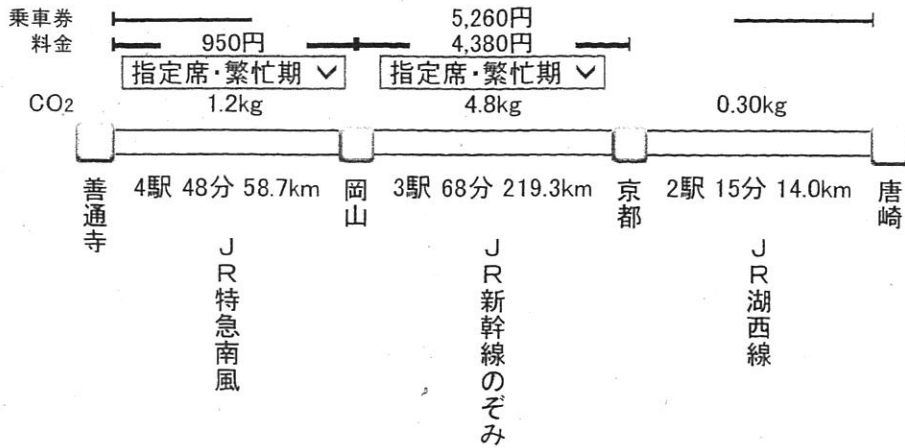 乗車券 5,260円
料金 950円 4,380円
指定席・繁忙期 指定席・繁忙期
CO2 1.2kg 4.8kg 0.30kg
4駅 48分 58.7km 3駅 68分 219.3km 2駅 15分 14.0km
善通寺
岡山
京都
唐崎
JR特急南風
JR新幹線のぞみ
JR湖西線